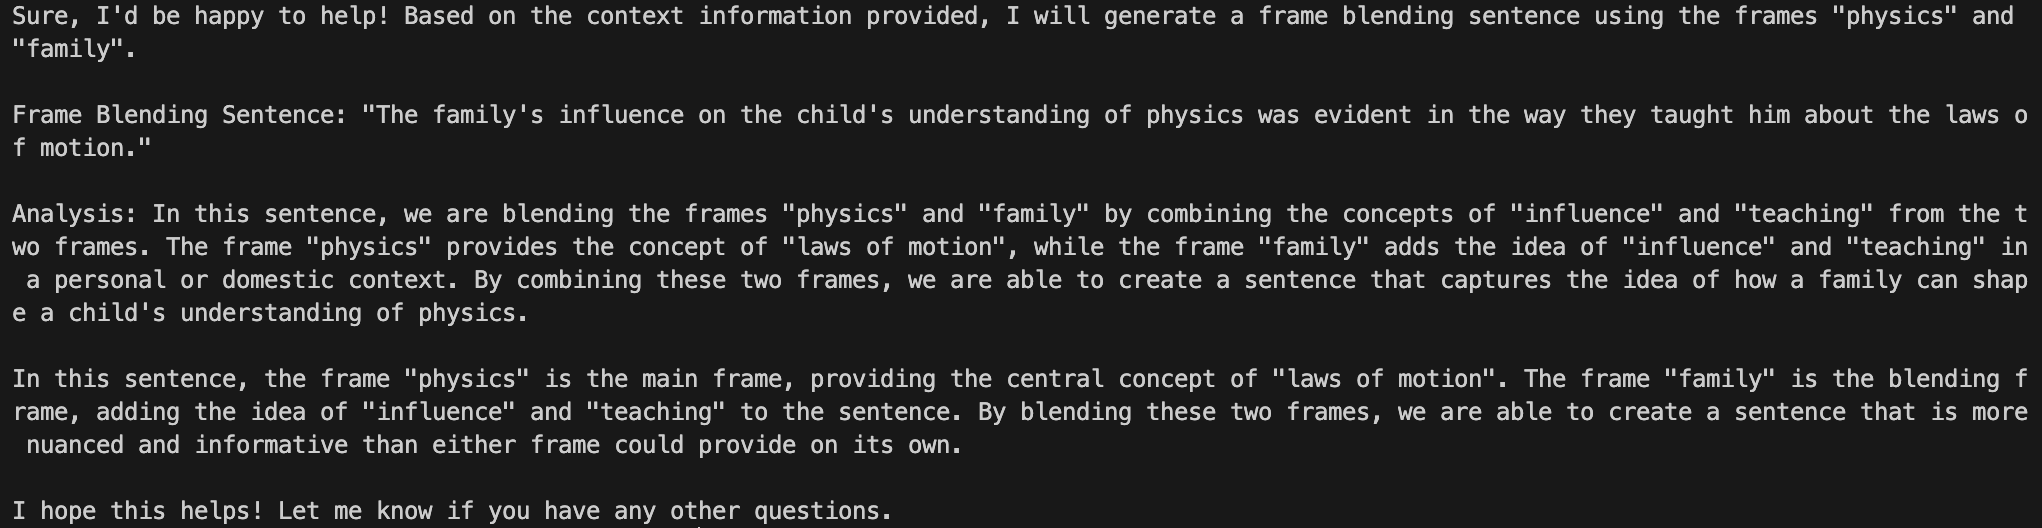 Sure, I'd be happy to help! Based on the context information provided, I will generate a frame blending sentence using the frames "physics" and
"family".
Frame Blending Sentence: "The family's influence on the child's understanding of physics was evident in the way they taught him about the laws o
f motion."
Analysis: In this sentence, we are blending the frames "physics" and "family" by combining the concepts of "influence" and "teaching" from the t
wo frames. The frame "physics" provides the concept of "laws of motion", while the frame "family" adds the idea of "influence" and "teaching" in
 a personal or domestic context. By combining these two frames, we are able to create a sentence that captures the idea of how a family can shap
e a child's understanding of physics.
In this sentence, the frame "physics" is the main frame, providing the central concept of "laws of motion". The frame "family" is the blending f
rame, adding the idea of "influence" and "teaching" to the sentence. By blending these two frames, we are able to create a sentence that is more
 nuanced and informative than either frame could provide on its own.
I hope this helps! Let me know if you have any other questions.